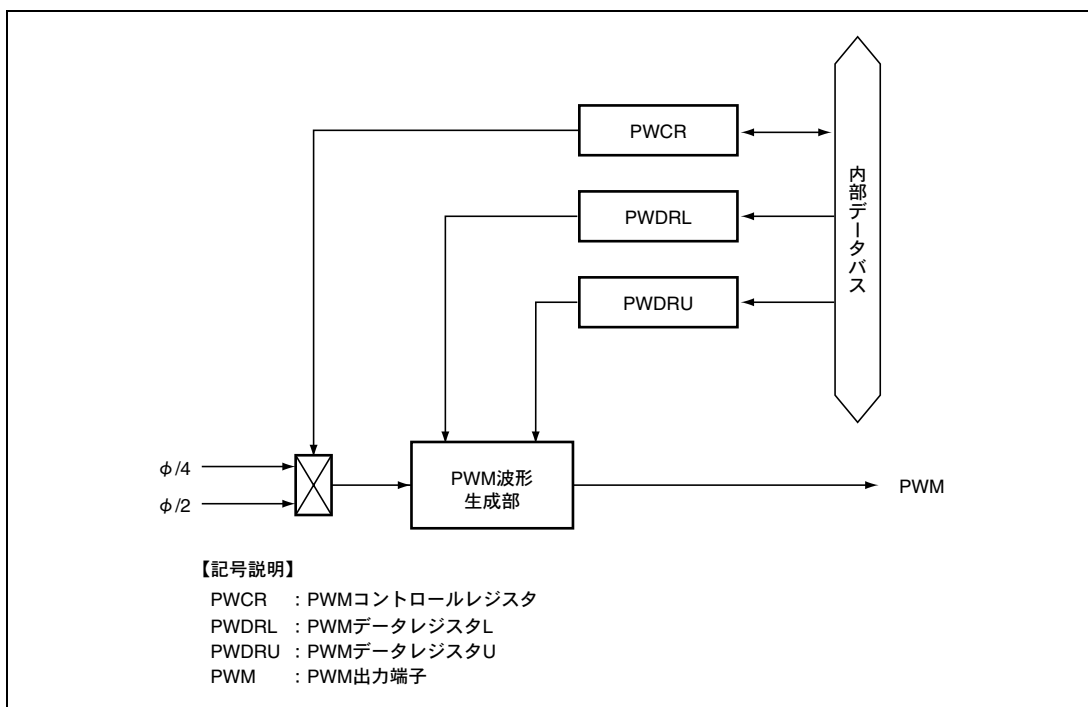 PWCR
PWDRL
PWDRU
内部データバス
φ/4
φ/2
PWM波形
生成部
PWM
【記号説明】
PWCR : PWMコントロールレジスタ
PWDRL : PWMデータレジスタL
PWDRU : PWMデータレジスタU
PWM : PWM出力端子